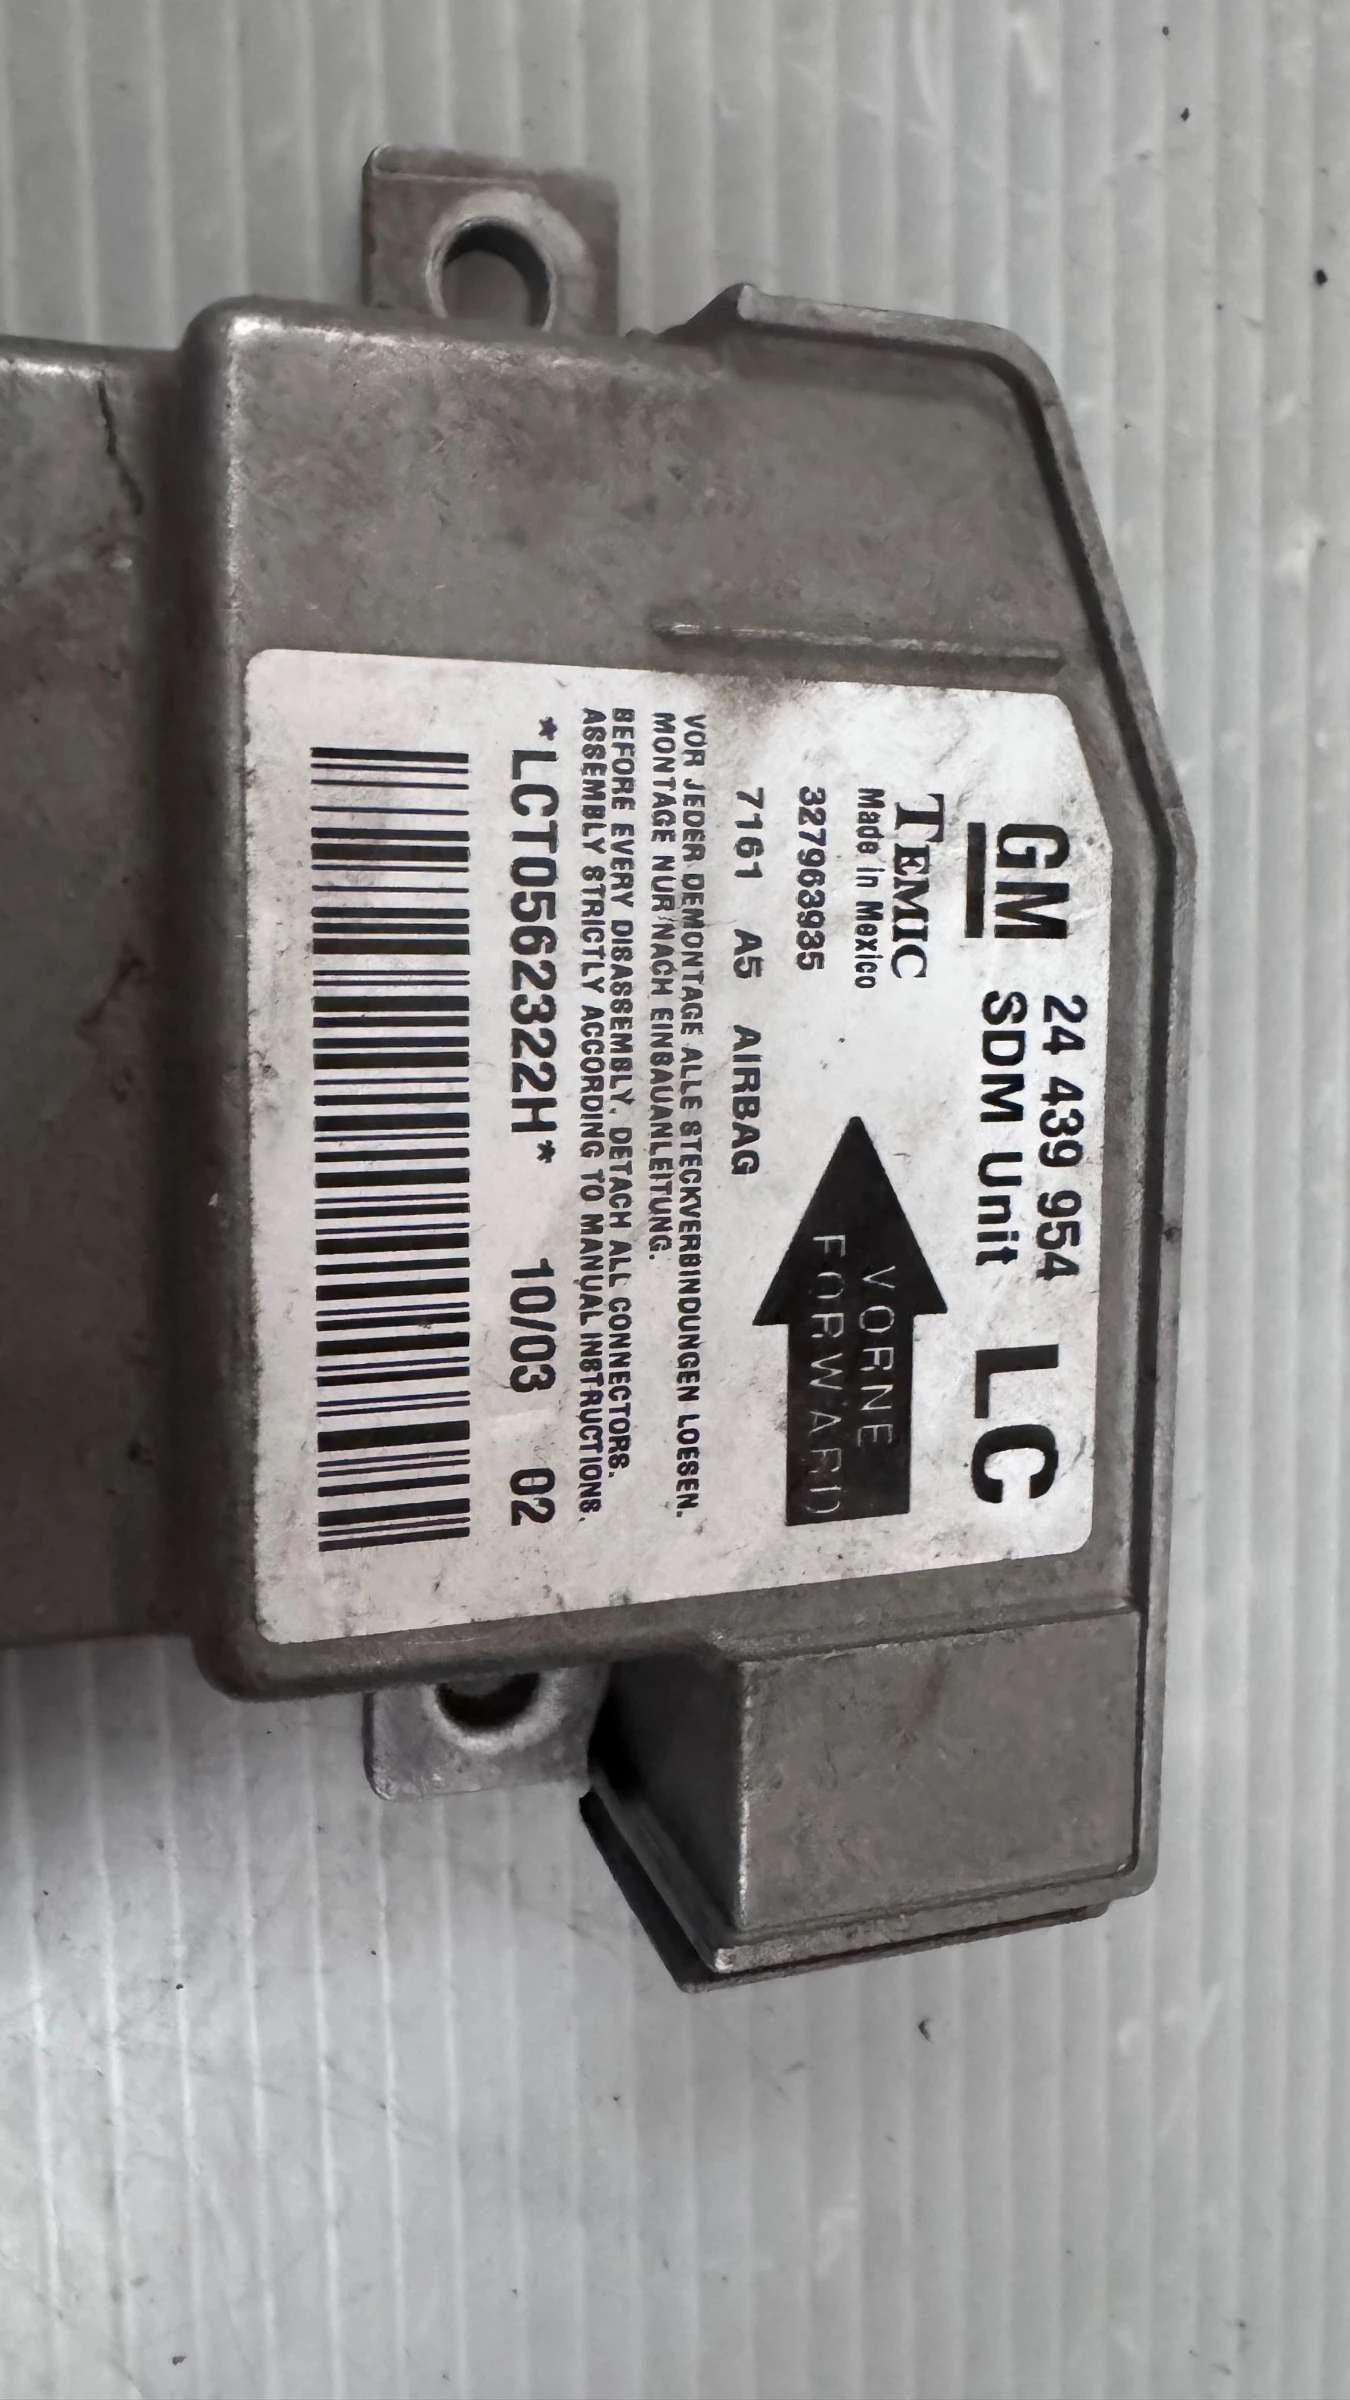 GM 24 439 954 LC
SDM Unit
TEMIC
Made in Mexico
327963935
7161 A5 AIRBAG
VORNE
FORWARD
VOR JEDER DEMONTAGE ALLE STECKVERBINDUNGEN LOESEN.
MONTAGE NUR NACH EINBAUANLEITUNG.
BEFORE EVERY DISASSEMBLY, DETACH ALL CONNECTORS.
ASSEMBLY STRICTLY ACCORDING TO MANUAL INSTRUCTIONS.
*LCT0562322H* 10/03 02